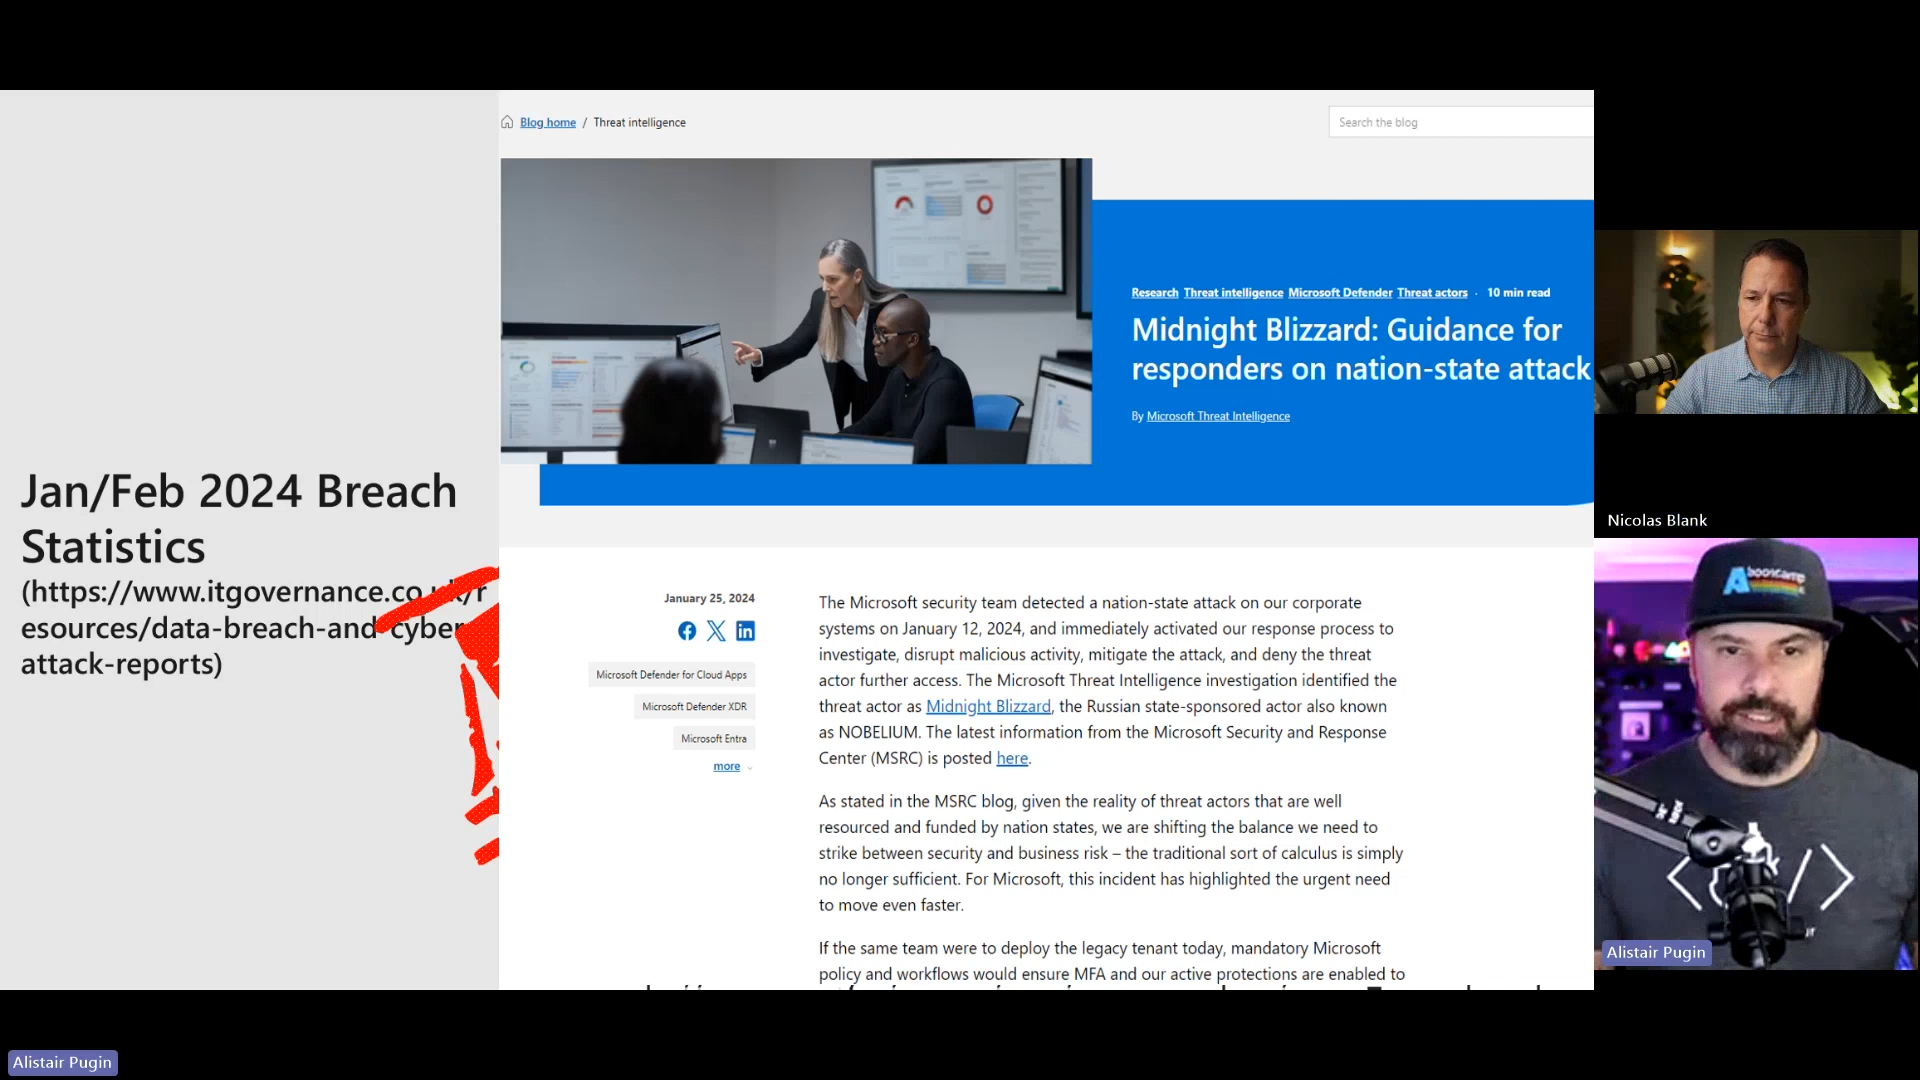 Blog home / Threat intelligence
Search the blog
Research Threat intelligence Microsoft Defender Threat actors · 10 min read
Midnight Blizzard: Guidance for
responders on nation-state attack
By Microsoft Threat Intelligence
Jan/Feb 2024 Breach
Statistics
(https://www.itgovernance.co.uk/r
esources/data-breach-and-cyber-
attack-reports)
January 25, 2024
Microsoft Defender for Cloud Apps
Microsoft Defender XDR
Microsoft Entra
more
The Microsoft security team detected a nation-state attack on our corporate
systems on January 12, 2024, and immediately activated our response process to
investigate, disrupt malicious activity, mitigate the attack, and deny the threat
actor further access. The Microsoft Threat Intelligence investigation identified the
threat actor as Midnight Blizzard, the Russian state-sponsored actor also known
as NOBELIUM. The latest information from the Microsoft Security and Response
Center (MSRC) is posted here.
As stated in the MSRC blog, given the reality of threat actors that are well
resourced and funded by nation states, we are shifting the balance we need to
strike between security and business risk – the traditional sort of calculus is simply
no longer sufficient. For Microsoft, this incident has highlighted the urgent need
to move even faster.
If the same team were to deploy the legacy tenant today, mandatory Microsoft
policy and workflows would ensure MFA and our active protections are enabled to
Nicolas Blank
bootcamp
Alistair Pugin
Alistair Pugin